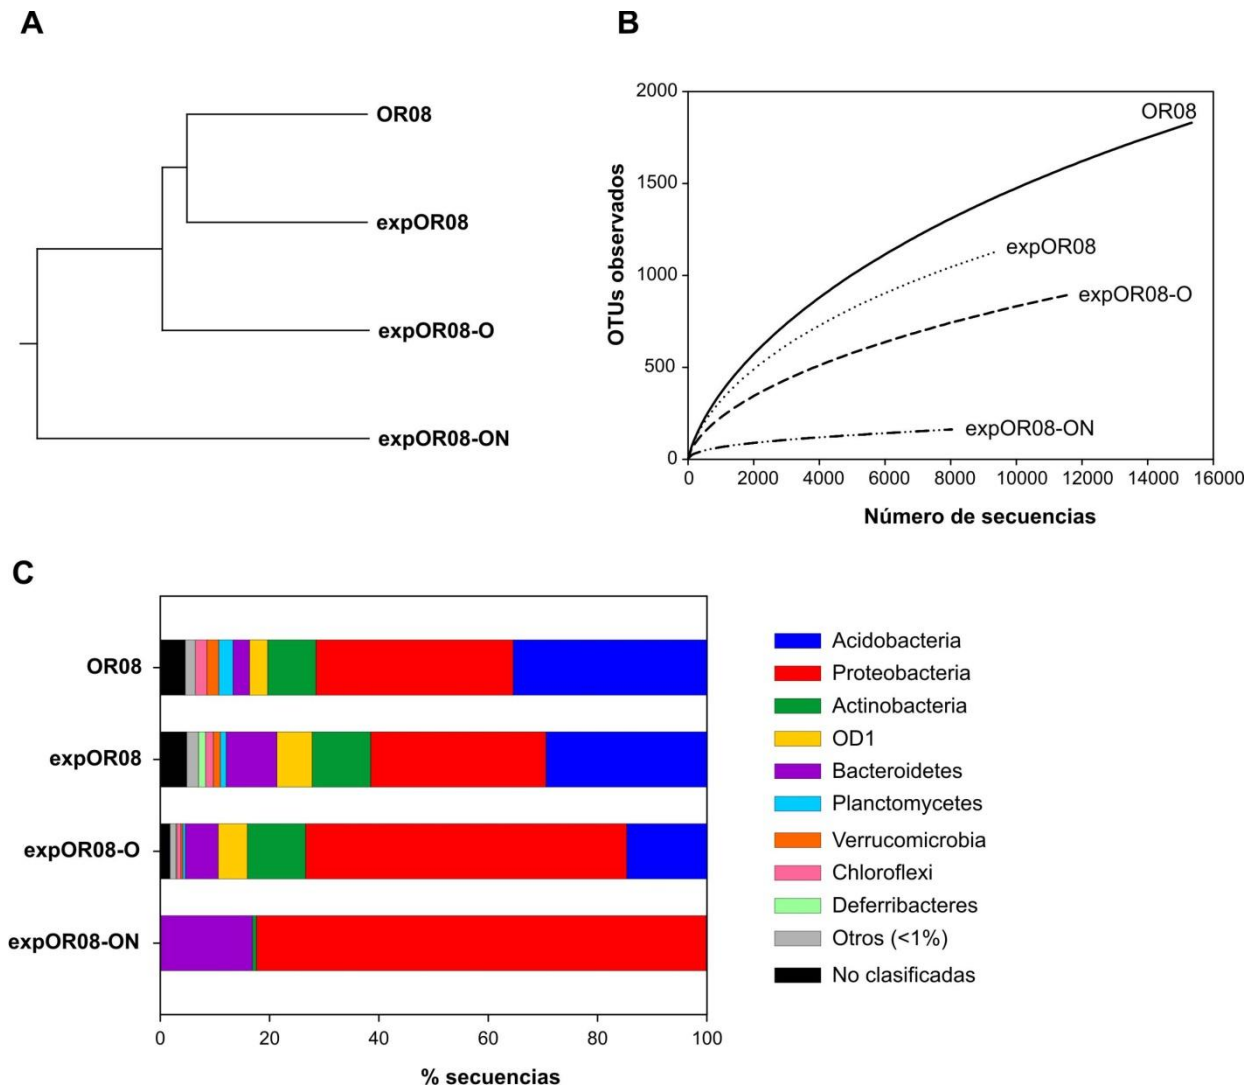 A
OR08
expOR08
expOR08-O
expOR08-ON
B
OTUs observados
2000
1500
1000
500
0
OR08
expOR08
expOR08-O
expOR08-ON
0 2000 4000 6000 8000 10000 12000 14000 16000
Número de secuencias
C
OR08
expOR08
expOR08-O
expOR08-ON
0 20 40 60 80 100
% secuencias
Acidobacteria
Proteobacteria
Actinobacteria
OD1
Bacteroidetes
Planctomycetes
Verrucomicrobia
Chloroflexi
Deferribacteres
Otros (<1%)
No clasificadas